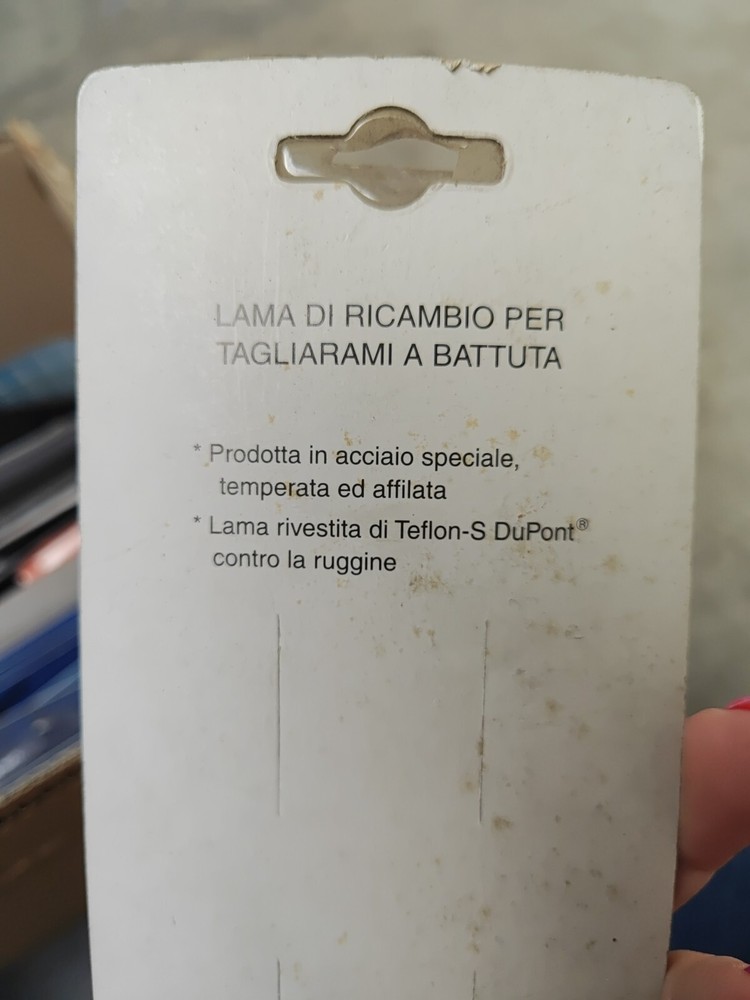 LAMA DI RICAMBIO PER
TAGLIARAMI A BATTUTA
* Prodotta in acciaio speciale,
temperata ed affilata
* Lama rivestita di Teflon-S DuPont®
contro la ruggine